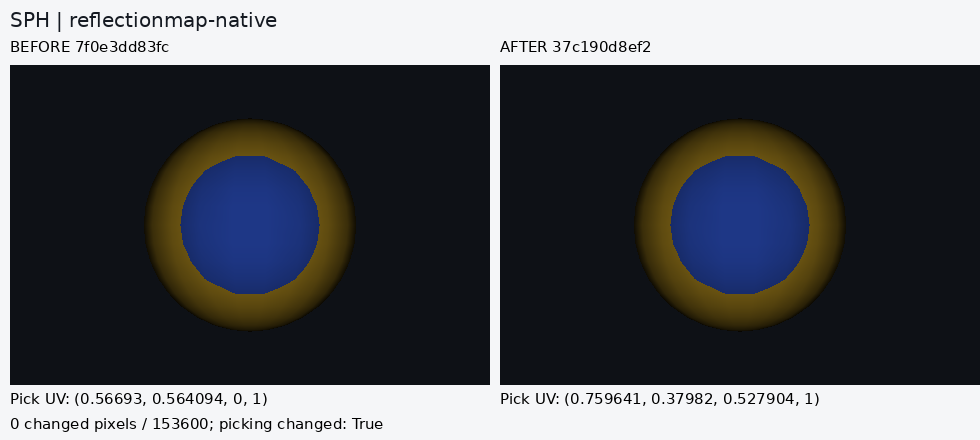 SPH | reflectionmap-native
BEFORE 7f0e3dd83fc
AFTER 37c190d8ef2
Pick UV: (0.56693, 0.564094, 0, 1)
Pick UV: (0.759641, 0.37982, 0.527904, 1)
0 changed pixels / 153600; picking changed: True